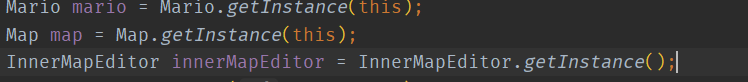 Mario mario = Mario.getInstance(this);
Map map = Map.getInstance(this);
InnerMapEditor innerMapEditor = InnerMapEditor.getInstance();